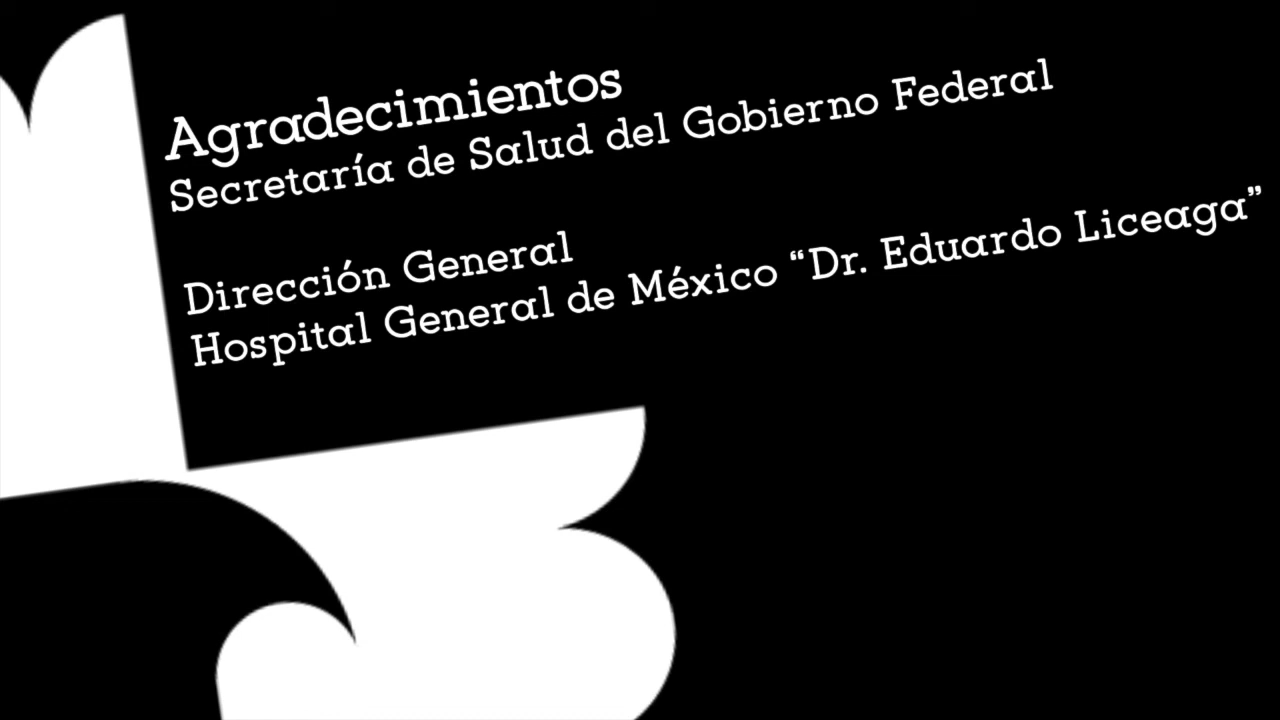 Agradecimientos
Secretaría de Salud del Gobierno Federal
Dirección General
Hospital General de México “Dr. Eduardo Liceaga”